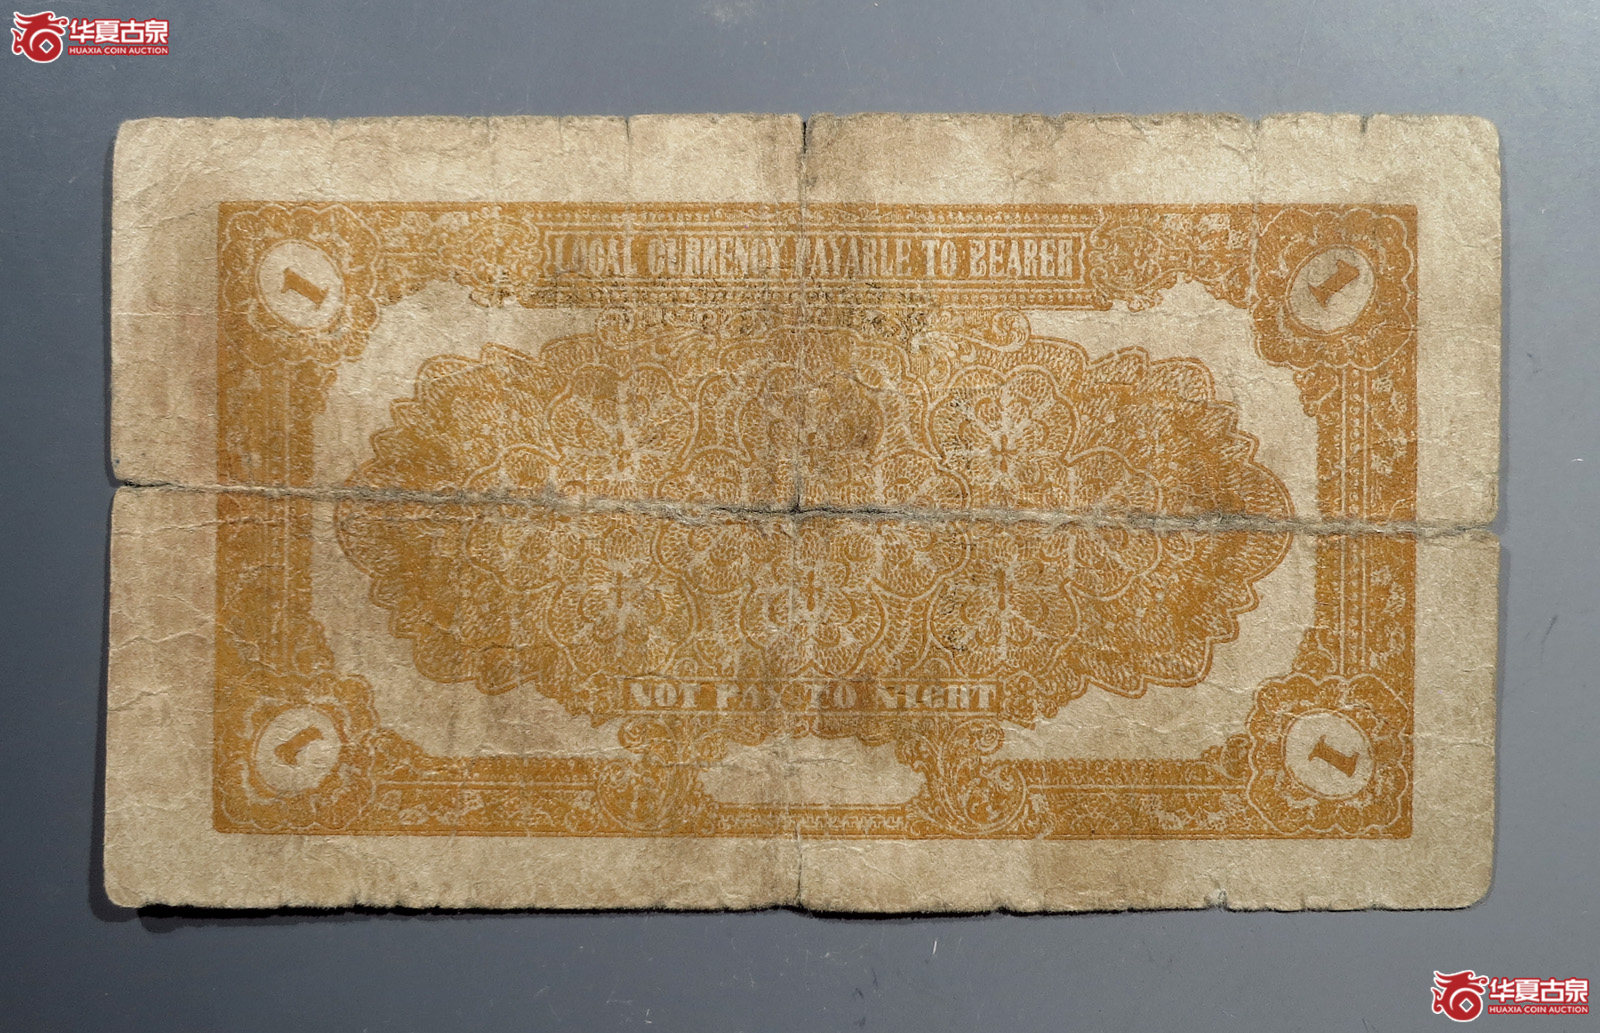 华夏古泉
HUAXIA COIN AUCTION
LOCAL CURRENCY PAYABLE TO BEARER
1
1
NOT PAY TO NIGHT
1
1
华夏古泉
HUAXIA COIN AUCTION